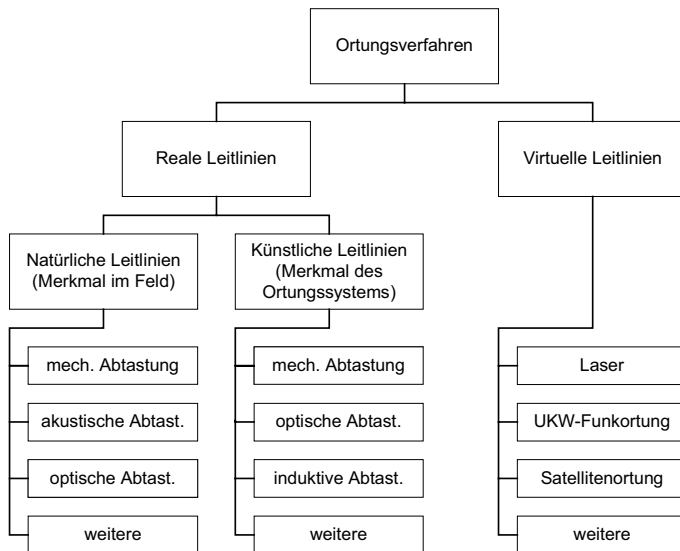 Ortungsverfahren
Reale Leitlinien
Virtuelle Leitlinien
Natürliche Leitlinien
(Merkmal im Feld)
Künstliche Leitlinien
(Merkmal des
Ortungssystems)
mech. Abtastung
akustische Abtast.
optische Abtast.
weitere
mech. Abtastung
optische Abtast.
induktive Abtast.
weitere
Laser
UKW-Funkortung
Satellitenortung
weitere